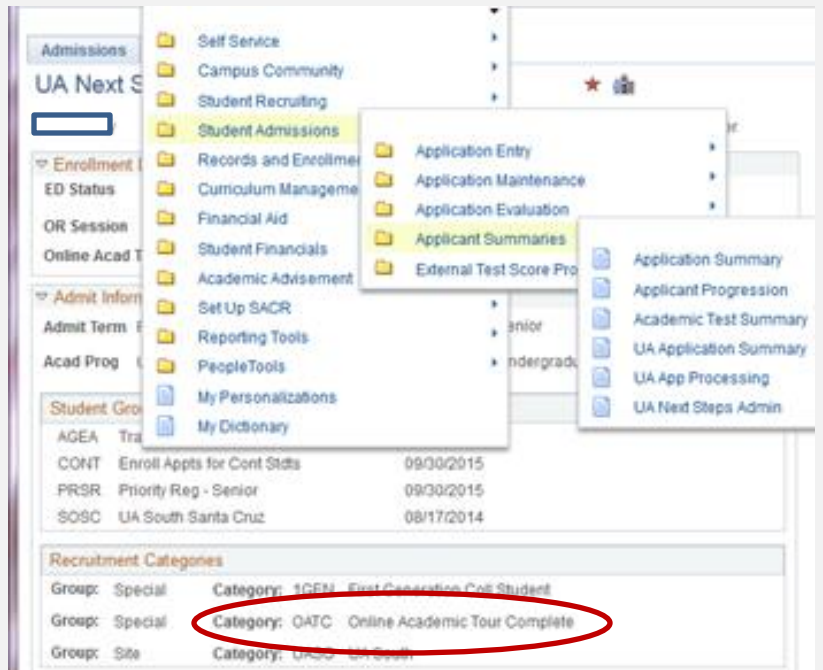 Self Service
Admissions
Campus Community
UA Next S
Student Recruiting
Student Admissions
Application Entry
Enrollment
Records and Enrollme
ED Status
Application Maintenance
Curriculum Manageme
Application Evaluation
Financial Aid
OR Session
Applicant Summaries
Student Financials
Online Acad T
External Test Score Pro
Application Summary
Academic Advisement
Applicant Progression
Admit Inform
Set Up SACR
Academic Test Summary
Admit Term
Reporting Tools
enior
UA Application Summary
Acad Prog
PeopleTools
ndergradu
UA App Processing
My Personalizations
UA Next Steps Admin
Student Gro
My Dictionary
AGEA Tra
CONT Enroll Appts for Cont Stdts 09/30/2015
PRSR Priority Reg - Senior 09/30/2015
SOSC UA South Santa Cruz 08/17/2014
Recruitment Categories
Group: Special Category: 1GEN First Generation Coll Student
Group: Special Category: OATC Online Academic Tour Complete
Group: Site Category: UASO UA South